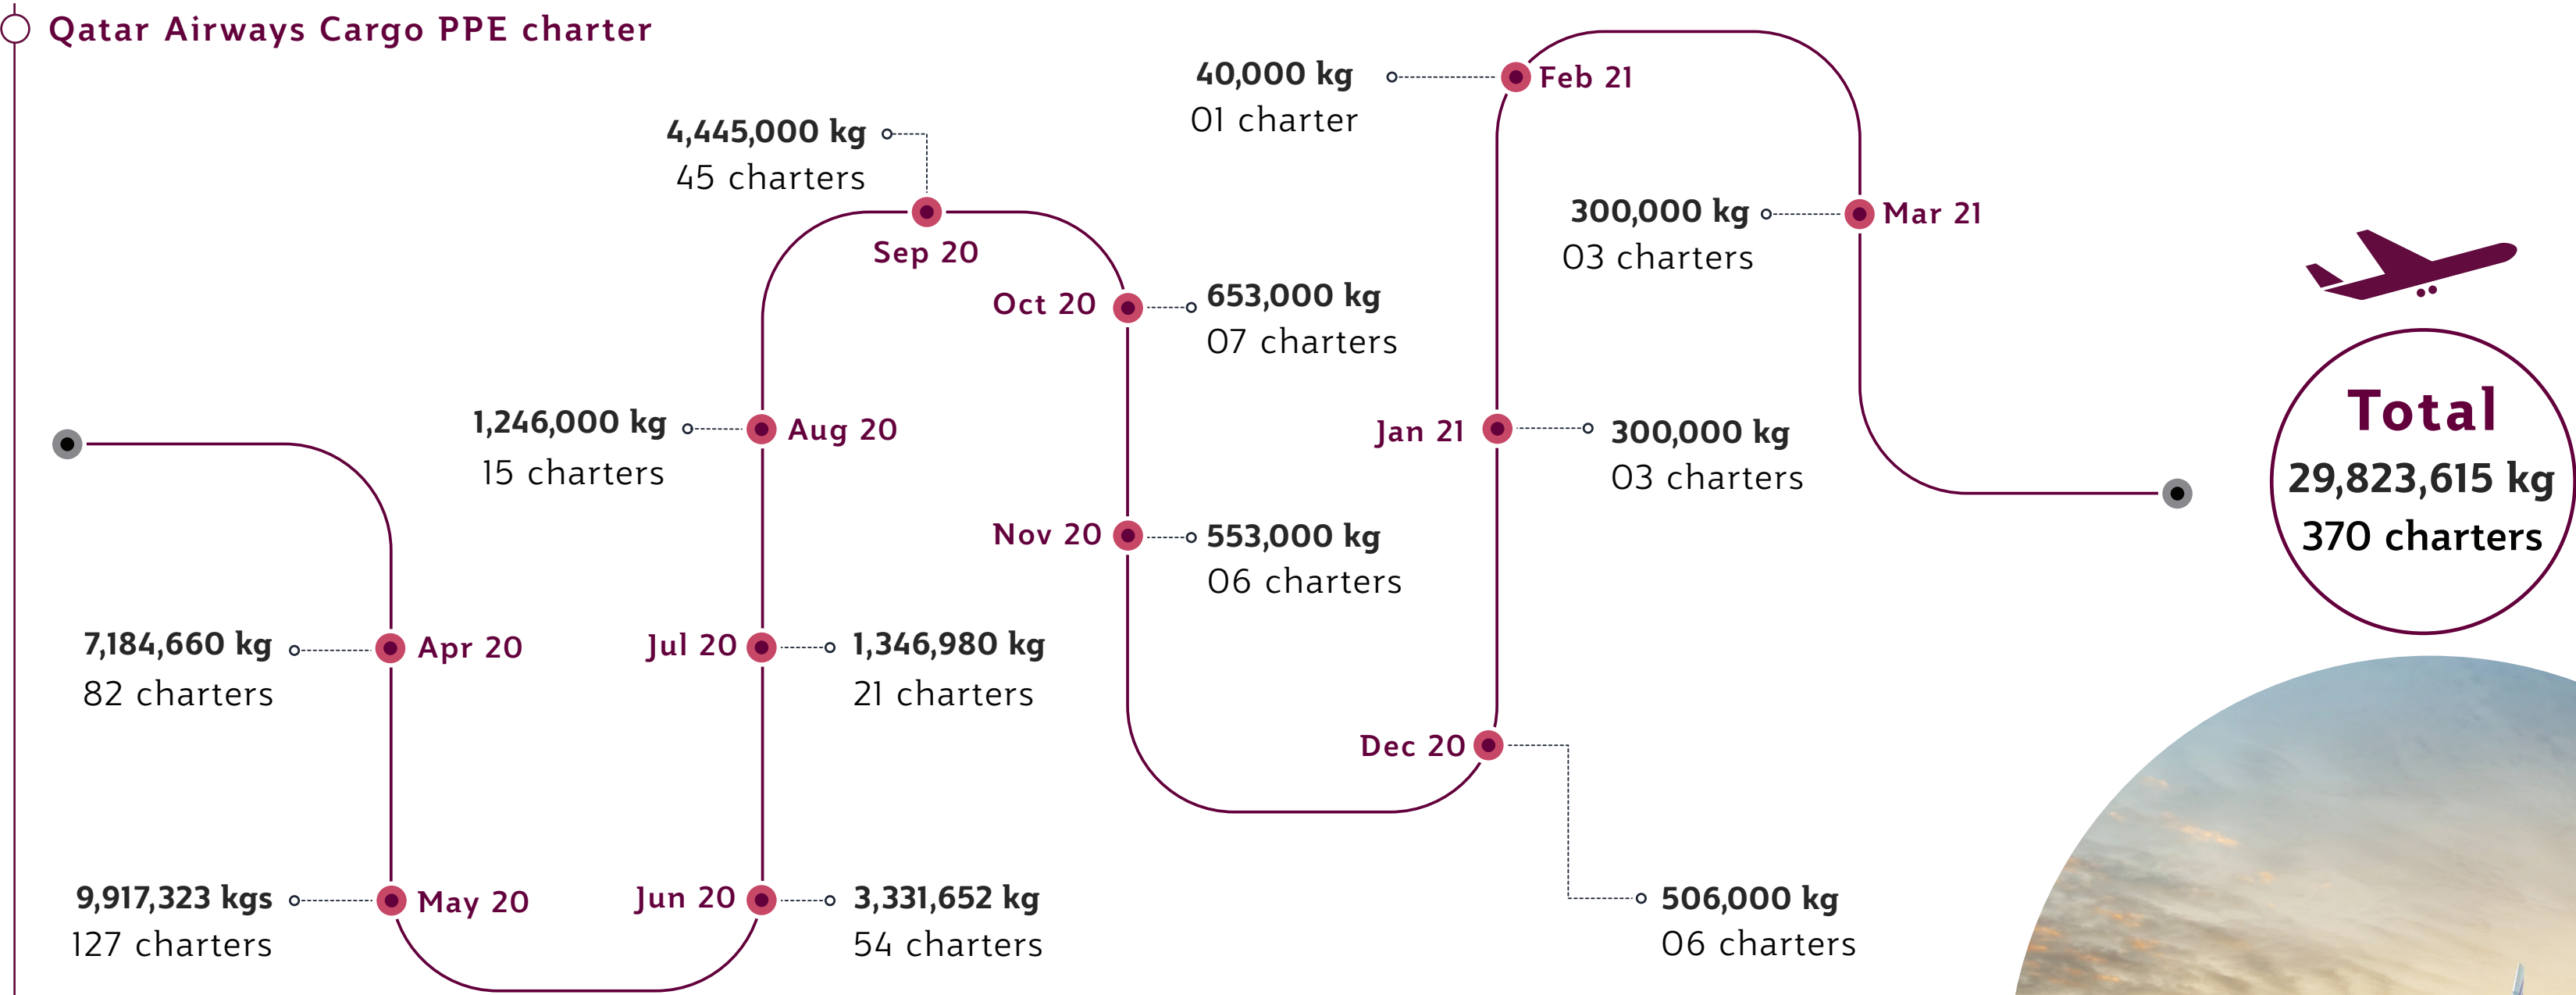 Qatar Airways Cargo PPE charter
7,184,660 kg
82 charters
Apr 20
9,917,323 kgs
127 charters
May 20
Jun 20
3,331,652 kg
54 charters
Jul 20
1,346,980 kg
21 charters
1,246,000 kg
15 charters
Aug 20
4,445,000 kg
45 charters
Sep 20
Oct 20
653,000 kg
07 charters
Nov 20
553,000 kg
06 charters
Dec 20
506,000 kg
06 charters
Jan 21
300,000 kg
03 charters
40,000 kg
01 charter
Feb 21
300,000 kg
03 charters
Mar 21
Total
29,823,615 kg
370 charters